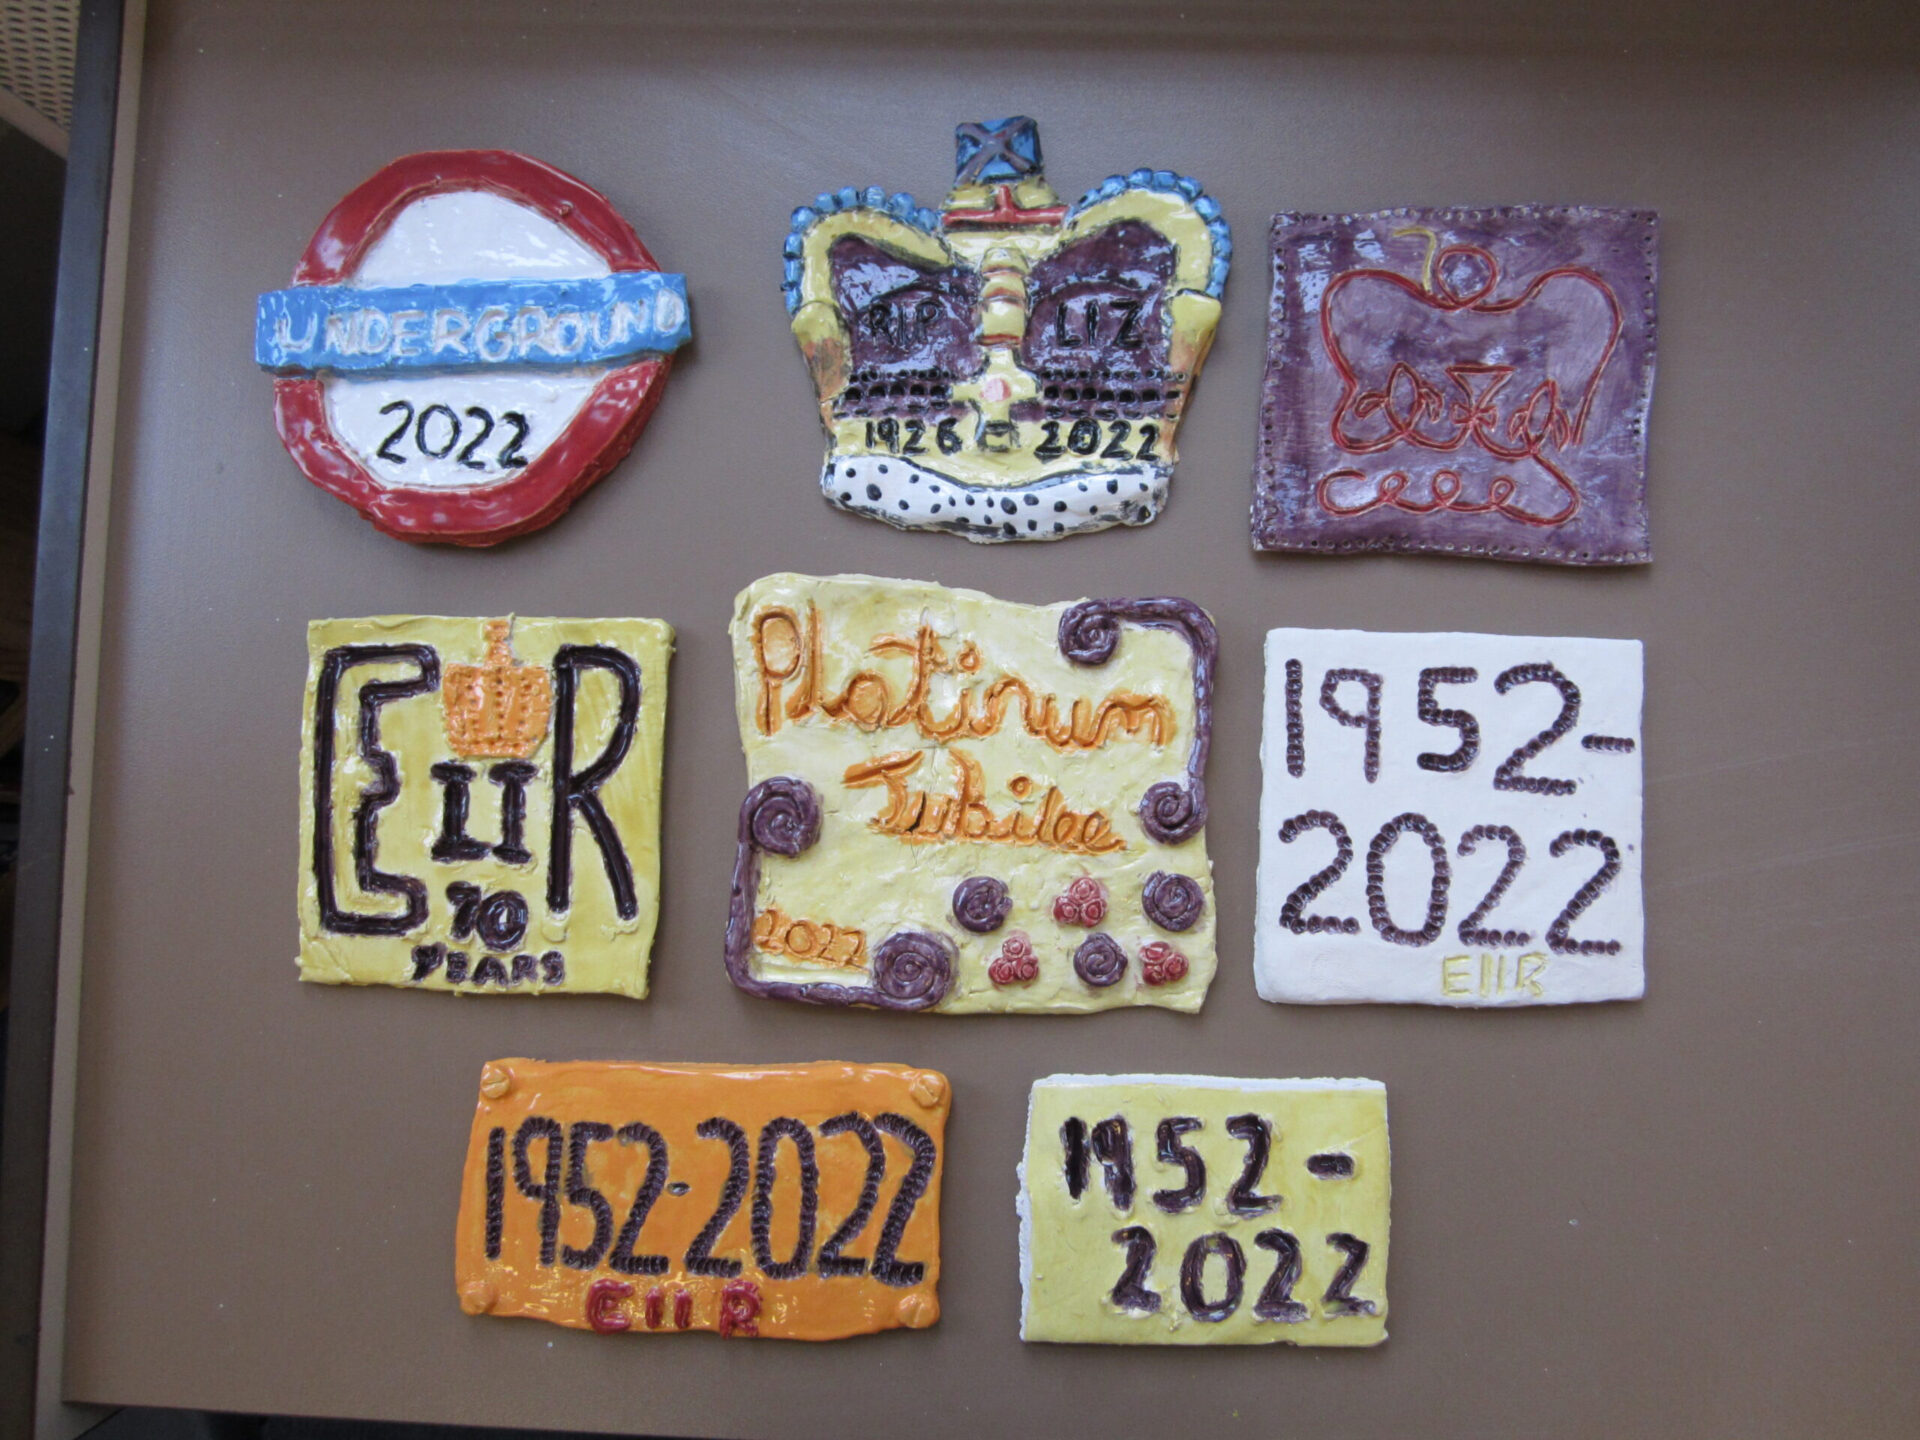 UNDERGROUND
2022
RIP LIZ
1926 2022
70
EIIR
70
YEARS
Platinum
Jubilee
2022
1952-
2022
EIIR
1952-2022
EIIR
1952-
2022